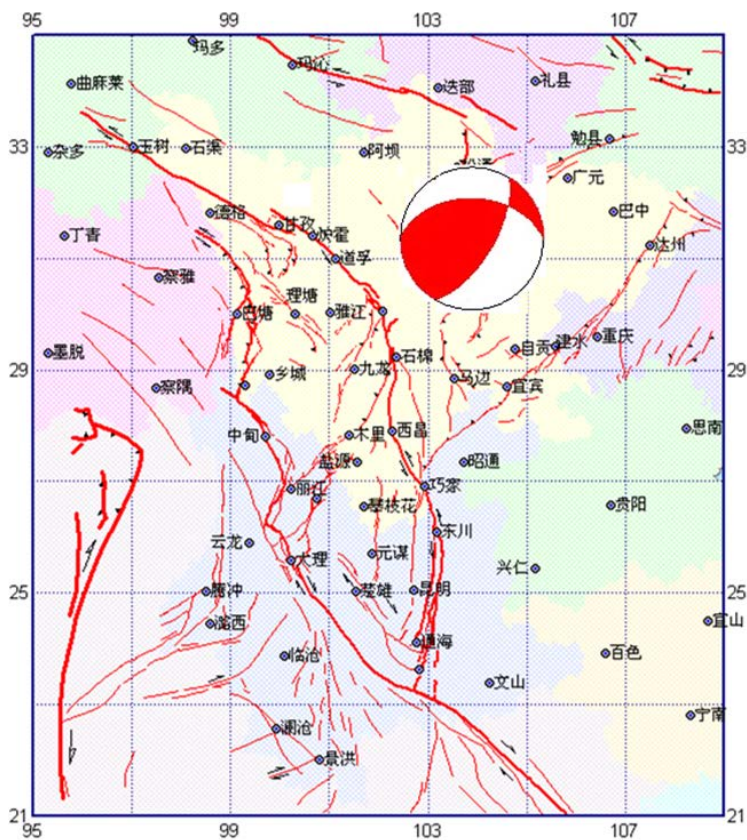 95 99 103 107
玛多
玛沁
曲麻莱 迭部 礼县
勉县
33 33
玉树 石渠
杂多 阿坝
广元
德格 甘孜 巴中
丁青 炉霍
道孚 达州
察雅
理塘
巴塘 雅江
自贡 建水 重庆
墨脱 石棉
29 29
乡城 九龙 马边
察隅 宜宾
中甸 木里 西昌 思南
盐源 昭通
丽江 巧家
攀枝花 贵阳
东川
云龙 元谋
大理 兴仁
25 25
腾冲 楚雄 昆明
潞西 宜山
通海
临沧 百色
文山
宁南
澜沧
景洪
21 21
95 99 103 107